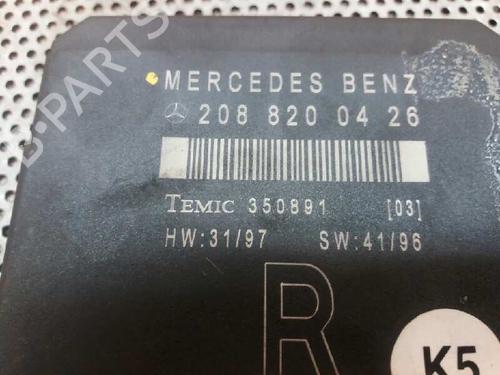 MERCEDES BENZ
208 820 04 26
TEMIC 350891 [03]
HW:31/97 SW:41/96
R
K5
B-PARTS